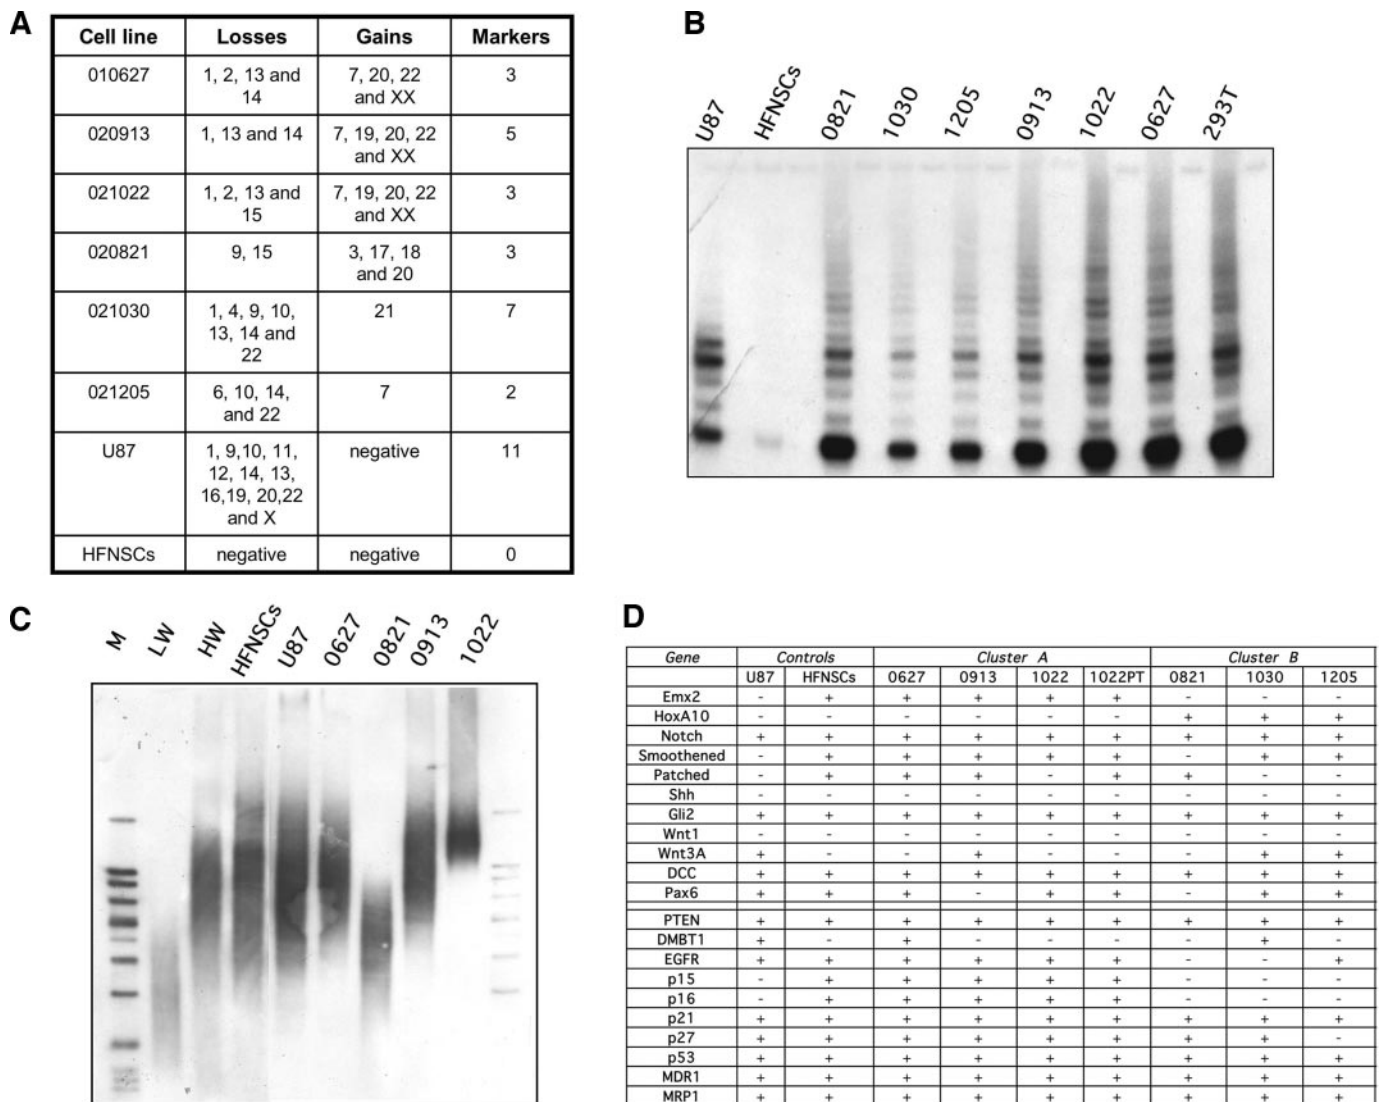 A
Cell line Losses Gains Markers
010627 1, 2, 13 and 14 7, 20, 22 and XX 3
020913 1, 13 and 14 7, 19, 20, 22 and XX 5
021022 1, 2, 13 and 15 7, 19, 20, 22 and XX 3
020821 9, 15 3, 17, 18 and 20 3
021030 1, 4, 9, 10, 13, 14 and 22 21 7
021205 6, 10, 14, and 22 7 2
U87 1, 9,10, 11, 12, 14, 13, 16,19, 20,22 and X negative 11
HFNSCs negative negative 0
B
U87 HFNSCs 0821 1030 1205 0913 1022 0627 293T
C
M LW HW HFNSCs U87 0627 0821 0913 1022
D
Gene Controls Cluster A Cluster B
U87 HFNSCs 0627 0913 1022 1022PT 0821 1030 1205
Emx2 - + + + + + - - -
HoxA10 - - - - - - + + +
Notch + + + + + + + + +
Smoothened - + + + + + - + +
Patched - + + + - + + - -
Shh - - - - - - - - -
Gli2 + + + + + + + + +
Wnt1 - - - - - - - - -
Wnt3A + - - + - - - + +
DCC + + + + + + + + +
Pax6 + + + - + + - + +
PTEN + + + + + + + + +
DMBT1 + - + - - - - + -
EGFR + + + + + + - - +
p15 - + + + + + - - -
p16 - + + + + + - - -
p21 + + + + + + + + +
p27 + + + + + + + + -
p53 + + + + + + + + +
MDR1 + + + + + + + + +
MRP1 + + + + + + + + +